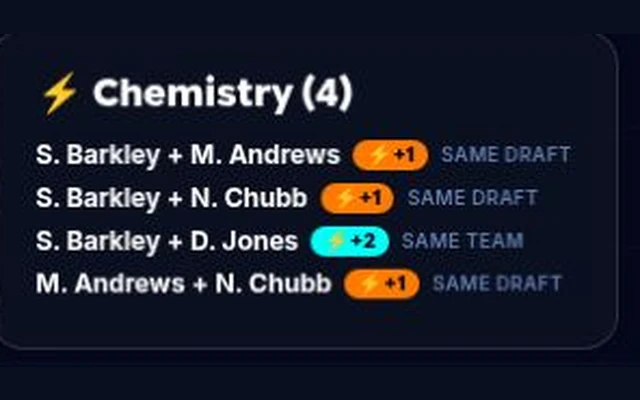 ⚡ Chemistry (4)
S. Barkley + M. Andrews ⚡+1 SAME DRAFT
S. Barkley + N. Chubb ⚡+1 SAME DRAFT
S. Barkley + D. Jones ⚡+2 SAME TEAM
M. Andrews + N. Chubb ⚡+1 SAME DRAFT